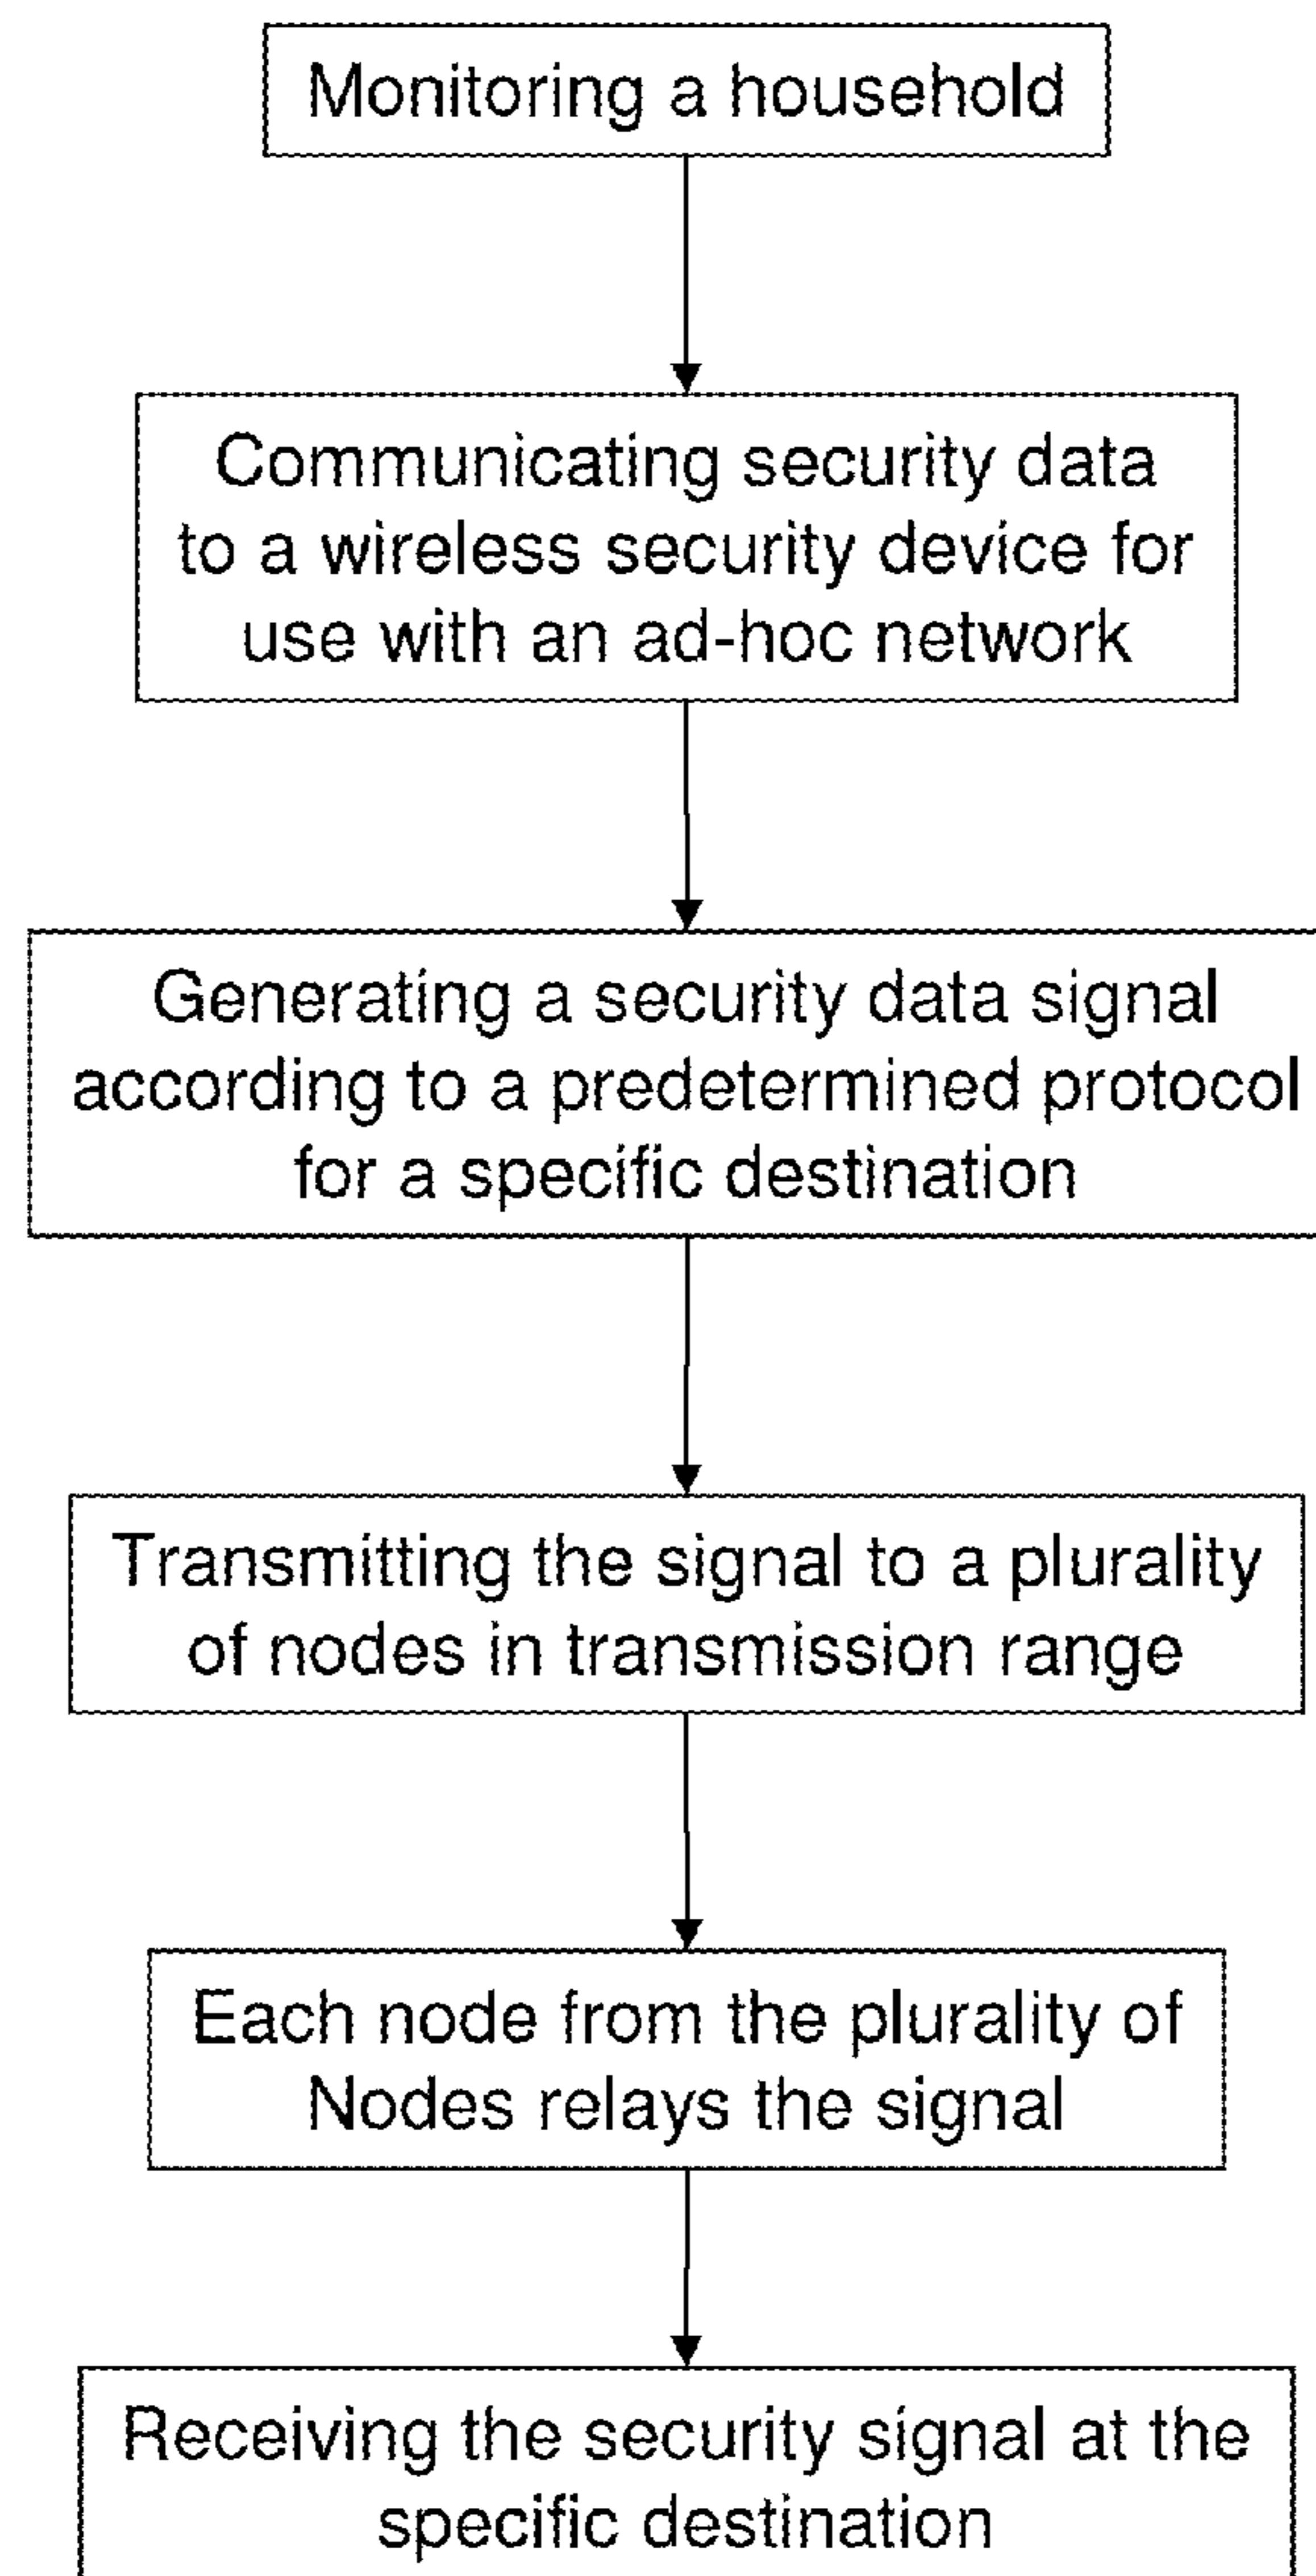 Monitoring a household
Communicating security data
to a wireless security device for
use with an ad-hoc network
Generating a security data signal
according to a predetermined protocol
for a specific destination
Transmitting the signal to a plurality
of nodes in transmission range
Each node from the plurality of
Nodes relays the signal
Receiving the security signal at the
specific destination